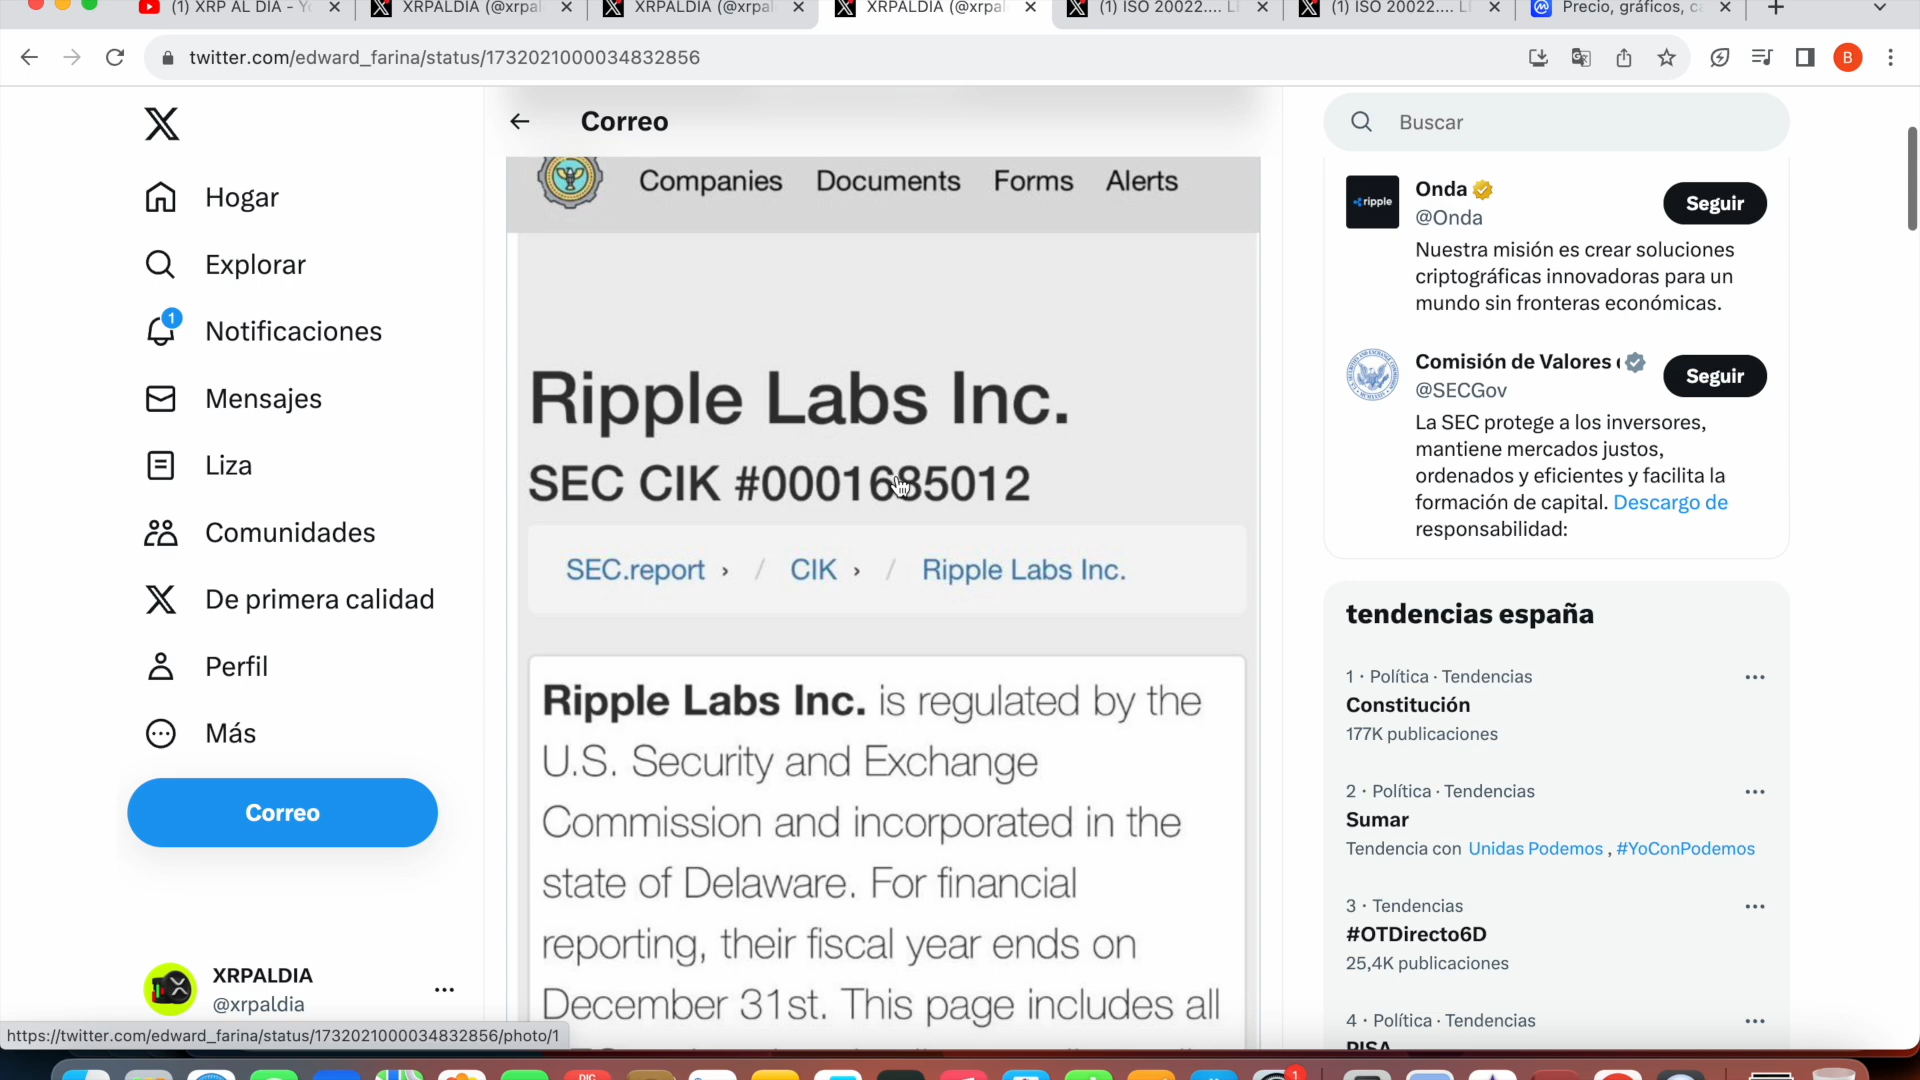 (1) XRP AL DIA - Yo
XRPALDIA (@xrpal
XRPALDIA (@xrpal
XRPALDIA (@xrpal
(1) ISO 20022.... L
(1) ISO 20022.... L
Precio, gráficos, c
twitter.com/edward_farina/status/1732021000034832856
B
Correo
Buscar
Hogar
Explorar
1
Notificaciones
Mensajes
Liza
Comunidades
De primera calidad
Perfil
Más
Correo
XRPALDIA
@xrpaldia
Companies Documents Forms Alerts
Ripple Labs Inc.
SEC CIK #0001685012
SEC.report › / CIK › / Ripple Labs Inc.
Ripple Labs Inc. is regulated by the
U.S. Security and Exchange
Commission and incorporated in the
state of Delaware. For financial
reporting, their fiscal year ends on
December 31st. This page includes all
ripple
Onda
@Onda
Seguir
Nuestra misión es crear soluciones
criptográficas innovadoras para un
mundo sin fronteras económicas.
Comisión de Valores
@SECGov
Seguir
La SEC protege a los inversores,
mantiene mercados justos,
ordenados y eficientes y facilita la
formación de capital. Descargo de
responsabilidad:
tendencias españa
1 · Política · Tendencias
Constitución
177K publicaciones
2 · Política · Tendencias
Sumar
Tendencia con Unidas Podemos , #YoConPodemos
3 · Tendencias
#OTDirecto6D
25,4K publicaciones
4 · Política · Tendencias
PISA
https://twitter.com/edward_farina/status/1732021000034832856/photo/1
DIC
1